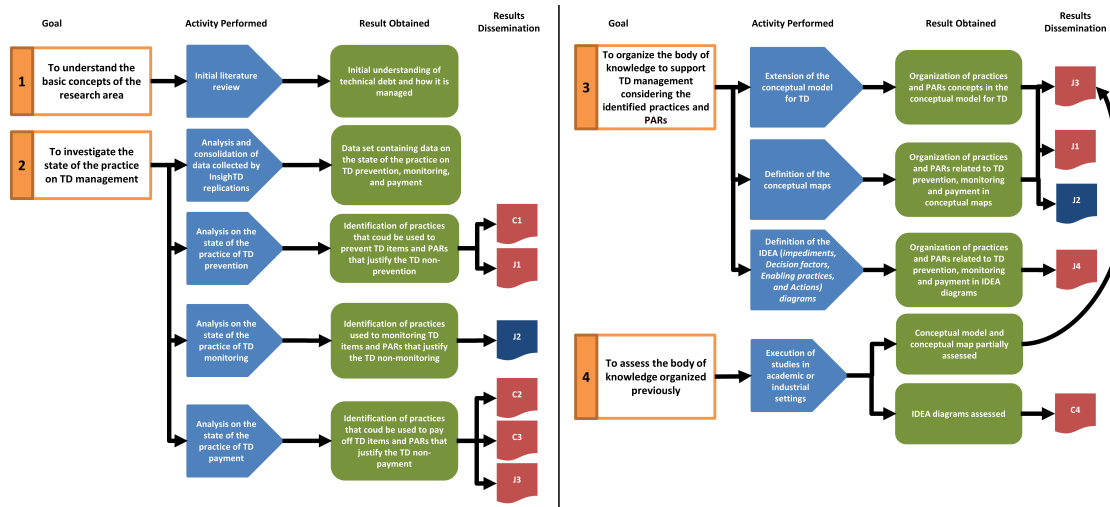 Goal
Activity Performed
Result Obtained
Results
Dissemination
1
To understand the
basic concepts of the
research area
Initial literature
review
Initial understanding of
technical debt and how it is
managed
2
To investigate the
state of the practice
on TD management
Analysis and
consolidation of
data collected by
InsighTD
replications
Data set containing data on
the state of the practice on
TD prevention, monitoring,
and payment
Analysis on the
state of the
practice of TD
prevention
Identification of practices
that coud be used to
prevent TD items and PARs
that justify the TD non-
prevention
C1
J1
Analysis on the
state of the
practice of TD
monitoring
Identification of practices
used to monitoring TD
items and PARs that justify
the TD non-monitoring
J2
Analysis on the
state of the
practice of TD
payment
Identification of practices
that coud be used to pay
off TD items and PARs that
justify the TD non-
payment
C2
C3
J3
Goal
Activity Performed
Result Obtained
Results
Dissemination
3
To organize the body
of knowledge to support
TD management
considering the
identified practices and
PARs
Extension of the
conceptual model
for TD
Organization of practices
and PARs concepts in the
conceptual model for TD
J3
J1
Definition of the
conceptual maps
Organization of practices
and PARs related to TD
prevention, monitoring
and payment in
conceptual maps
J2
Definition of the
IDEA (impediments,
Decision factors,
Enabling practices,
and Actions)
diagrams
Organization of practices
and PARs related to TD
prevention, monitoring
and payment in IDEA
diagrams
J4
4
To assess the body of
knowledge organized
previously
Execution of
studies in
academic or
industrial
settings
Conceptual model and
conceptual map partially
assessed
IDEA diagrams assessed
C4